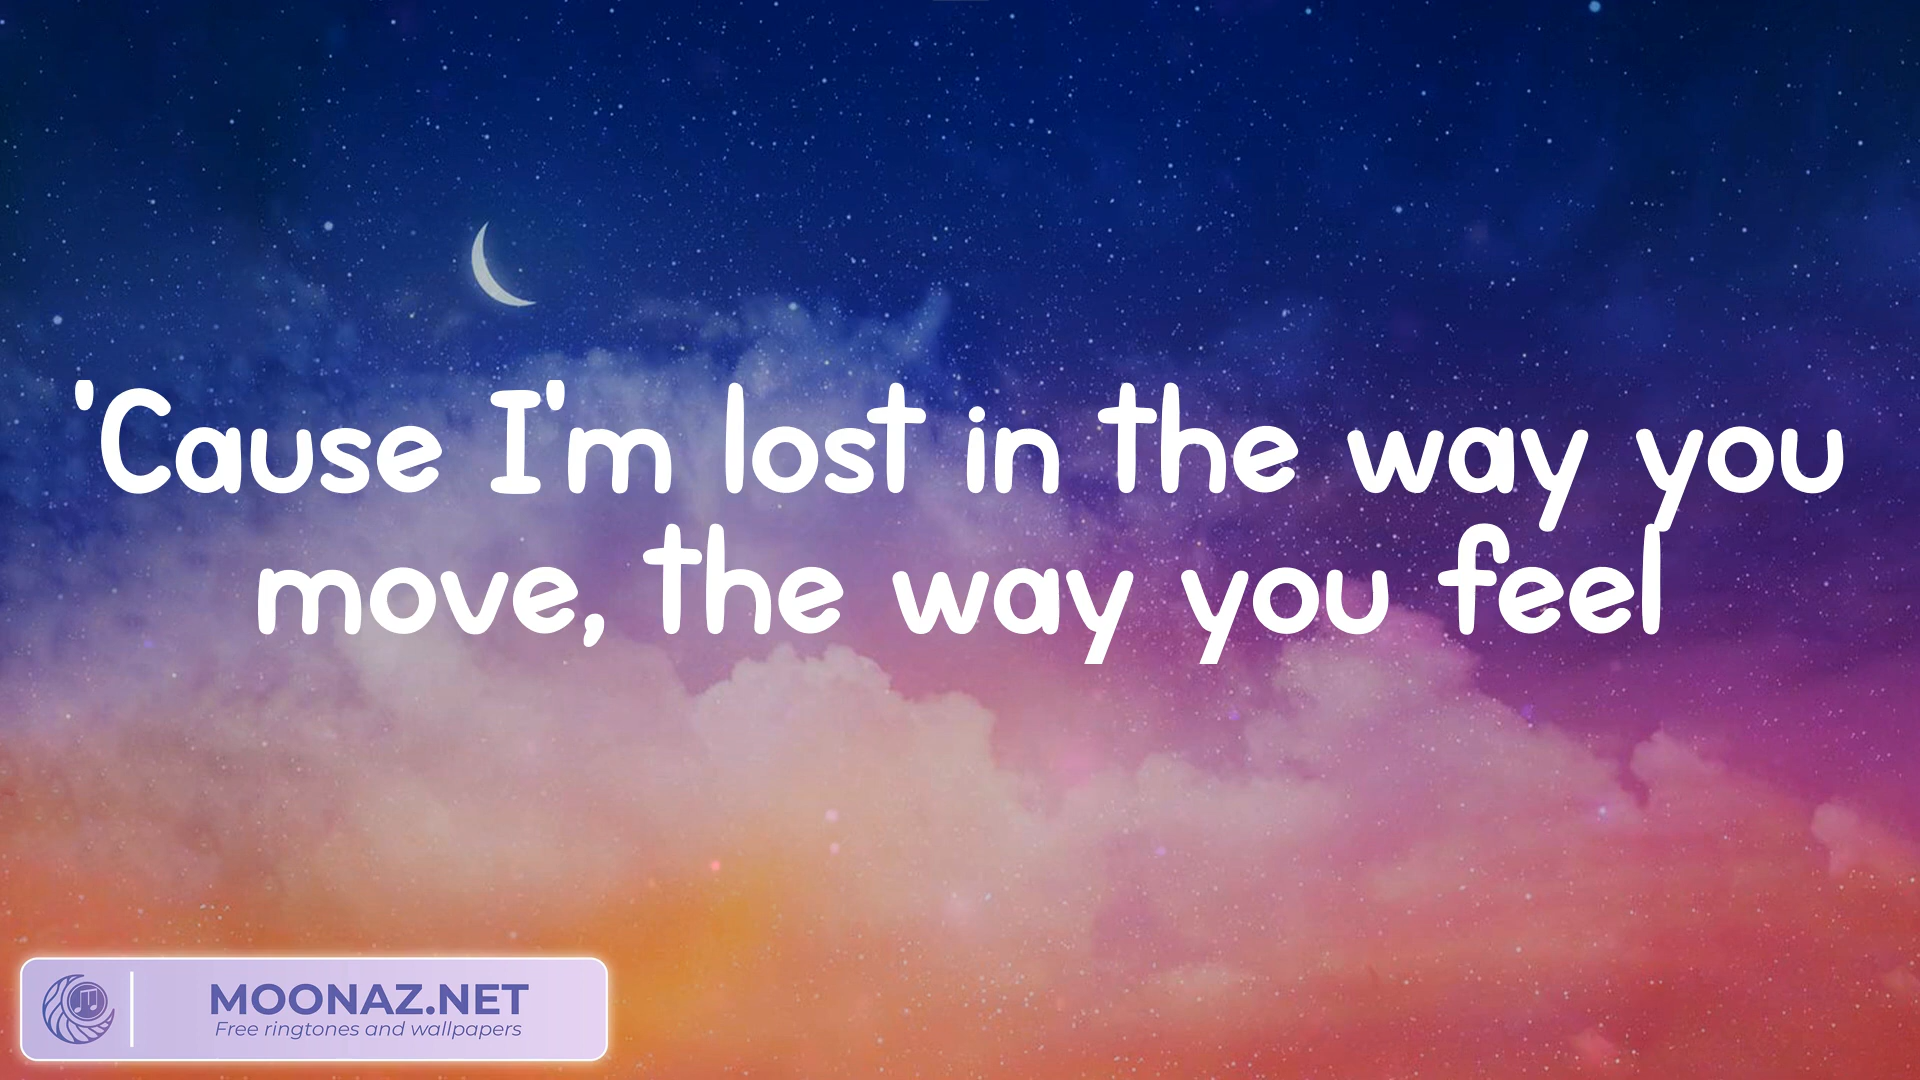 'Cause I'm lost in the way you
move, the way you feel
MOONAZ.NET
Free ringtones and wallpapers